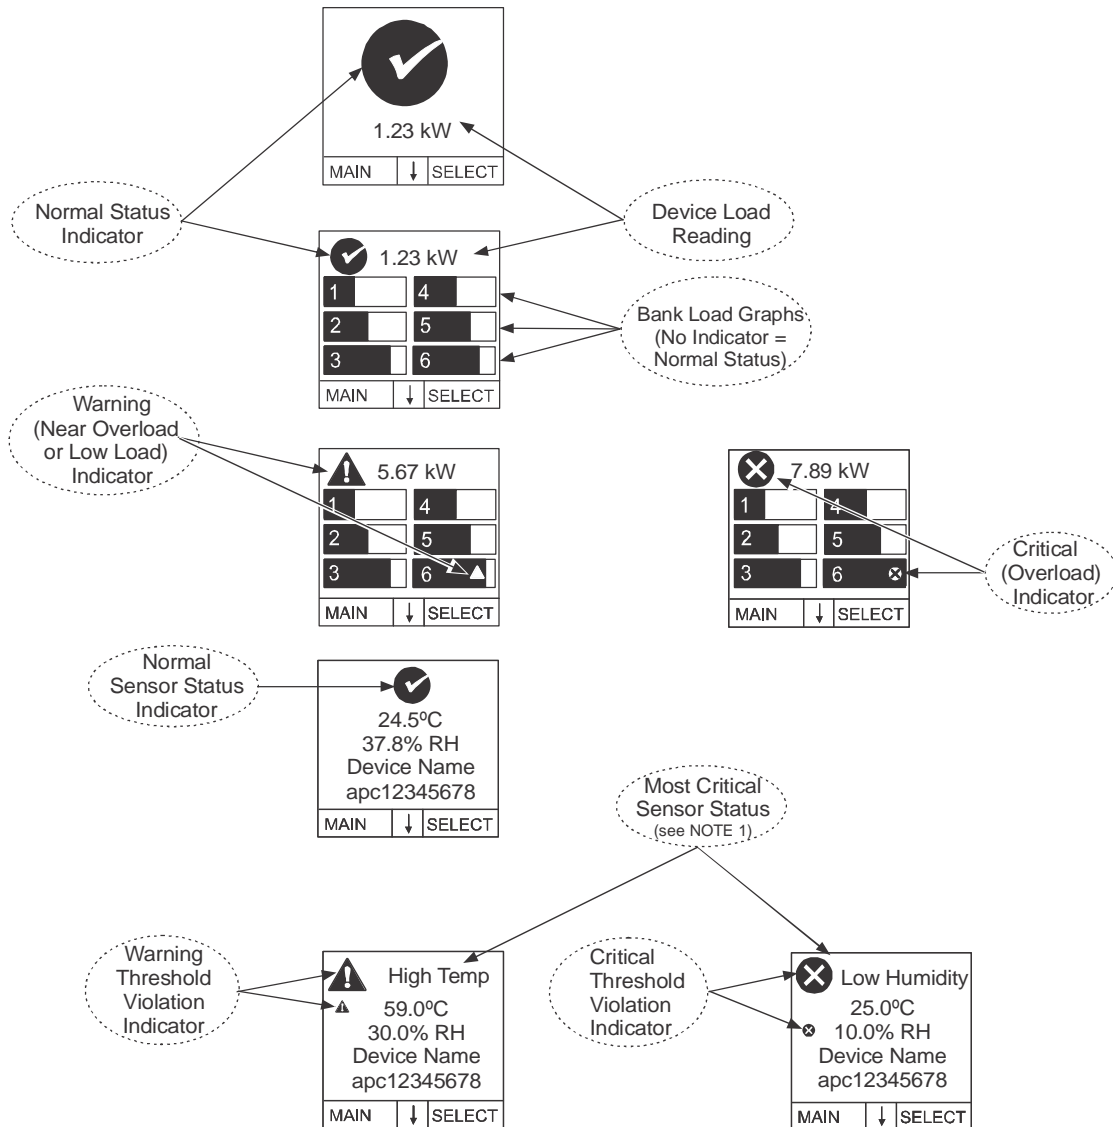 1.23 kW
MAIN ↓ SELECT
Normal Status
Indicator
Device Load
Reading
1.23 kW
1 4
2 5
3 6
MAIN ↓ SELECT
Bank Load Graphs
(No Indicator =
Normal Status)
Warning
(Near Overload
or Low Load)
Indicator
5.67 kW
1 4
2 5
3 6
MAIN ↓ SELECT
7.89 kW
1 4
2 5
3 6
MAIN ↓ SELECT
Critical
(Overload)
Indicator
Normal
Sensor Status
Indicator
24.5ºC
37.8% RH
Device Name
apc12345678
MAIN ↓ SELECT
Most Critical
Sensor Status
(see NOTE 1)
Warning
Threshold
Violation
Indicator
High Temp
59.0ºC
30.0% RH
Device Name
apc12345678
MAIN ↓ SELECT
Critical
Threshold
Violation
Indicator
Low Humidity
25.0ºC
10.0% RH
Device Name
apc12345678
MAIN ↓ SELECT